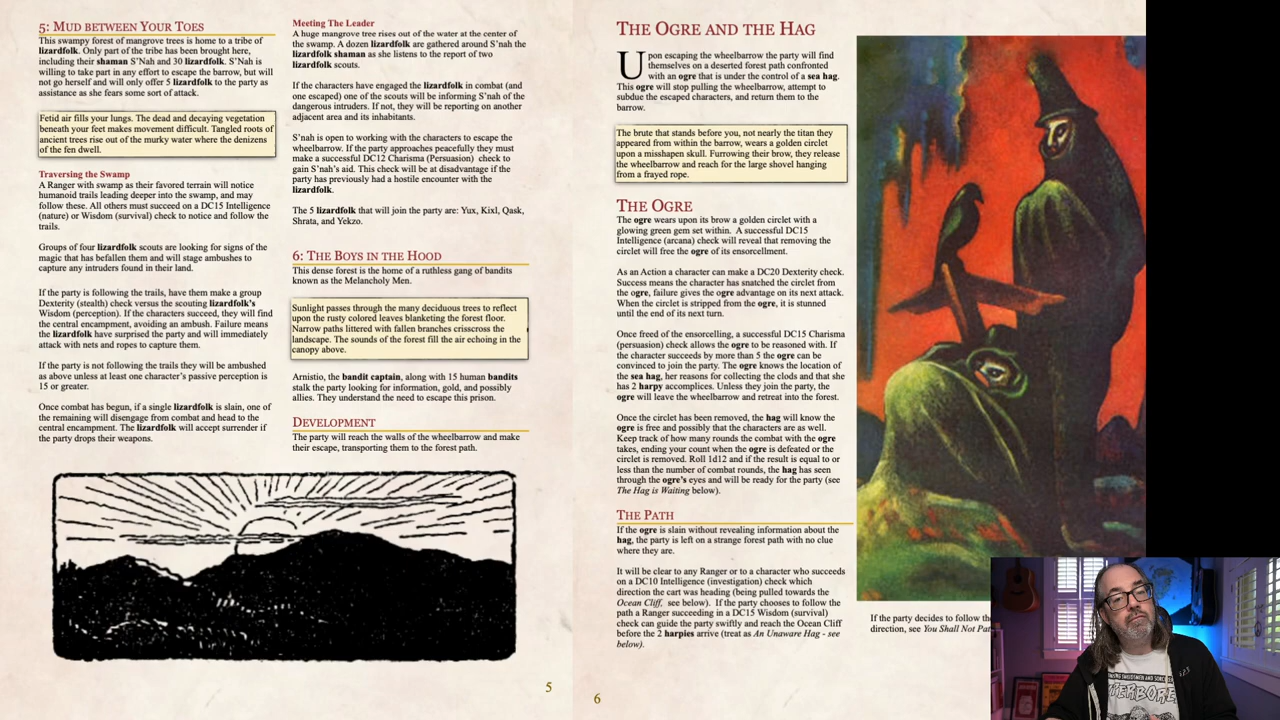 5: Mud between Your Toes
This swampy forest of mangrove trees is home to a tribe of
lizardfolk. Only part of the tribe has been brought here,
including their shaman S'Nah and 30 lizardfolk. S'Nah is
willing to take part in any effort to escape the barrow, but will
not go herself and will only offer 5 lizardfolk to the party as
assistance as she fears some sort of attack.
Fetid air fills your lungs. The dead and decaying vegetation
beneath your feet makes movement difficult. Tangled roots of
ancient trees rise out of the murky water where the denizens
of the fen dwell.
Traversing the Swamp
A Ranger with swamp as their favored terrain will notice
humanoid trails leading deeper into the swamp, and may
follow these. All others must succeed on a DC15 Intelligence
(nature) or Wisdom (survival) check to notice and follow the
trails.
Groups of four lizardfolk scouts are looking for signs of the
magic that has befallen them and will stage ambushes to
capture any intruders found in their land.
If the party is following the trails, have them make a group
Dexterity (stealth) check versus the scouting lizardfolk's
Wisdom (perception). If the characters succeed, they will find
the central encampment, avoiding an ambush. Failure means
the lizardfolk have surprised the party and will immediately
attack with nets and ropes to capture them.
If the party is not following the trails they will be ambushed
as above unless at least one character's passive perception is
15 or greater.
Once combat has begun, if a single lizardfolk is slain, one of
the remaining will disengage from combat and head to the
central encampment. The lizardfolk will accept surrender if
the party drops their weapons.
Meeting The Leader
A huge mangrove tree rises out of the water at the center of
the swamp. A dozen lizardfolk are gathered around S'nah the
lizardfolk shaman as she listens to the report of two
lizardfolk scouts.
If the characters have engaged the lizardfolk in combat (and
one escaped) one of the scouts will be informing S'nah of the
dangerous intruders. If not, they will be reporting on another
adjacent area and its inhabitants.
S'nah is open to working with the characters to escape the
wheelbarrow. If the party approaches peacefully they must
make a successful DC12 Charisma (Persuasion) check to
gain S'nah's aid. This check will be at disadvantage if the
party has previously had a hostile encounter with the
lizardfolk.
The 5 lizardfolk that will join the party are: Yux, Kixl, Qask,
Shrata, and Yekzo.
6: The Boys in the Hood
This dense forest is the home of a ruthless gang of bandits
known as the Melancholy Men.
Sunlight passes through the many deciduous trees to reflect
upon the rusty colored leaves blanketing the forest floor.
Narrow paths littered with fallen branches crisscross the
landscape. The sounds of the forest fill the air echoing in the
canopy above.
Arnistio, the bandit captain, along with 15 human bandits
stalk the party looking for information, gold, and possibly
allies. They understand the need to escape this prison.
Development
The party will reach the walls of the wheelbarrow and make
their escape, transporting them to the forest path.
5
The Ogre and the Hag
Upon escaping the wheelbarrow the party will find
themselves on a deserted forest path confronted
with an ogre that is under the control of a sea hag.
This ogre will stop pulling the wheelbarrow, attempt to
subdue the escaped characters, and return them to the
barrow.
The brute that stands before you, not nearly the titan they
appeared from within the barrow, wears a golden circlet
upon a misshapen skull. Furrowing their brow, they release
the wheelbarrow and reach for the large shovel hanging
from a frayed rope.
The Ogre
The ogre wears upon its brow a golden circlet with a
glowing green gem set within. A successful DC15
Intelligence (arcana) check will reveal that removing the
circlet will free the ogre of its ensorcellment.
As an Action a character can make a DC20 Dexterity check.
Success means the character has snatched the circlet from
the ogre, failure gives the ogre advantage on its next attack.
When the circlet is stripped from the ogre, it is stunned
until the end of its next turn.
Once freed of the ensorcelling, a successful DC15 Charisma
(persuasion) check allows the ogre to be reasoned with. If
the character succeeds by more than 5 the ogre can be
convinced to join the party. The ogre knows the location of
the sea hag, her reasons for collecting the clods and that she
has 2 harpy accomplices. Unless they join the party, the
ogre will leave the wheelbarrow and retreat into the forest.
Once the circlet has been removed, the hag will know the
ogre is free and possibly that the characters are as well.
Keep track of how many rounds the combat with the ogre
takes, ending your count when the ogre is defeated or the
circlet is removed. Roll 1d12 and if the result is equal to or
less than the number of combat rounds, the hag has seen
through the ogre's eyes and will be ready for the party (see
The Hag is Waiting below).
The Path
If the ogre is slain without revealing information about the
hag, the party is left on a strange forest path with no clue
where they are.
It will be clear to any Ranger or to a character who succeeds
on a DC10 Intelligence (investigation) check which
direction the cart was heading (being pulled towards the
Ocean Cliff, see below). If the party chooses to follow the
path a Ranger succeeding in a DC15 Wisdom (survival)
check can guide the party swiftly and reach the Ocean Cliff
before the 2 harpies arrive (treat as An Unaware Hag - see
below).
If the party decides to follow the
direction, see You Shall Not Pa
6